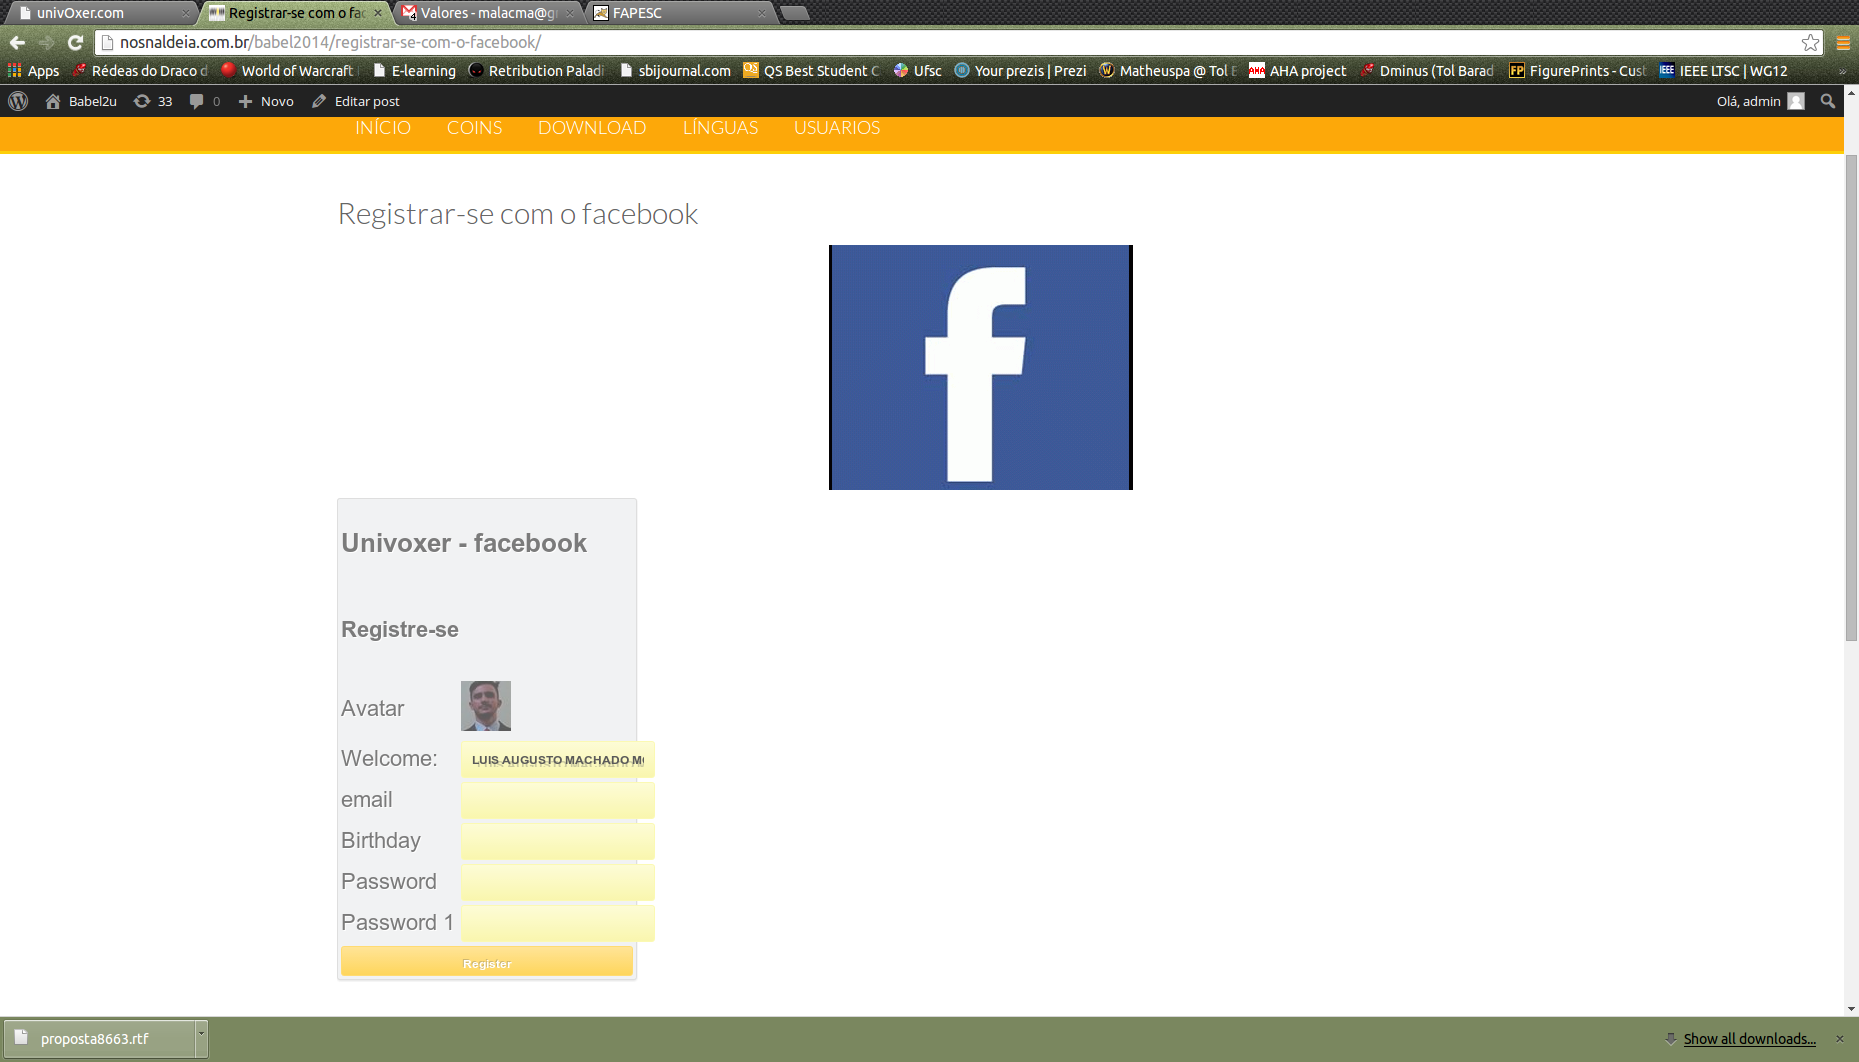 univOxer.com
Registrar-se com o fac
Valores - malacma@g
FAPESC
nosnaldeia.com.br/babel2014/registrar-se-com-o-facebook/
Apps
Rédeas do Draco d
World of Warcraft
E-learning
Retribution Paladi
sbijournal.com
QS Best Student C
Ufsc
Your prezis | Prezi
Matheuspa @ Tol B
AHA project
Dminus (Tol Barad
FigurePrints - Cust
IEEE LTSC | WG12
Babel2u
33
0
Novo
Editar post
Olá, admin
INÍCIO
COINS
DOWNLOAD
LÍNGUAS
USUARIOS
Registrar-se com o facebook
f
Univoxer - facebook
Registre-se
Avatar
Welcome:
LUIS AUGUSTO MACHADO M
email
Birthday
Password
Password 1
Register
proposta8663.rtf
Show all downloads...